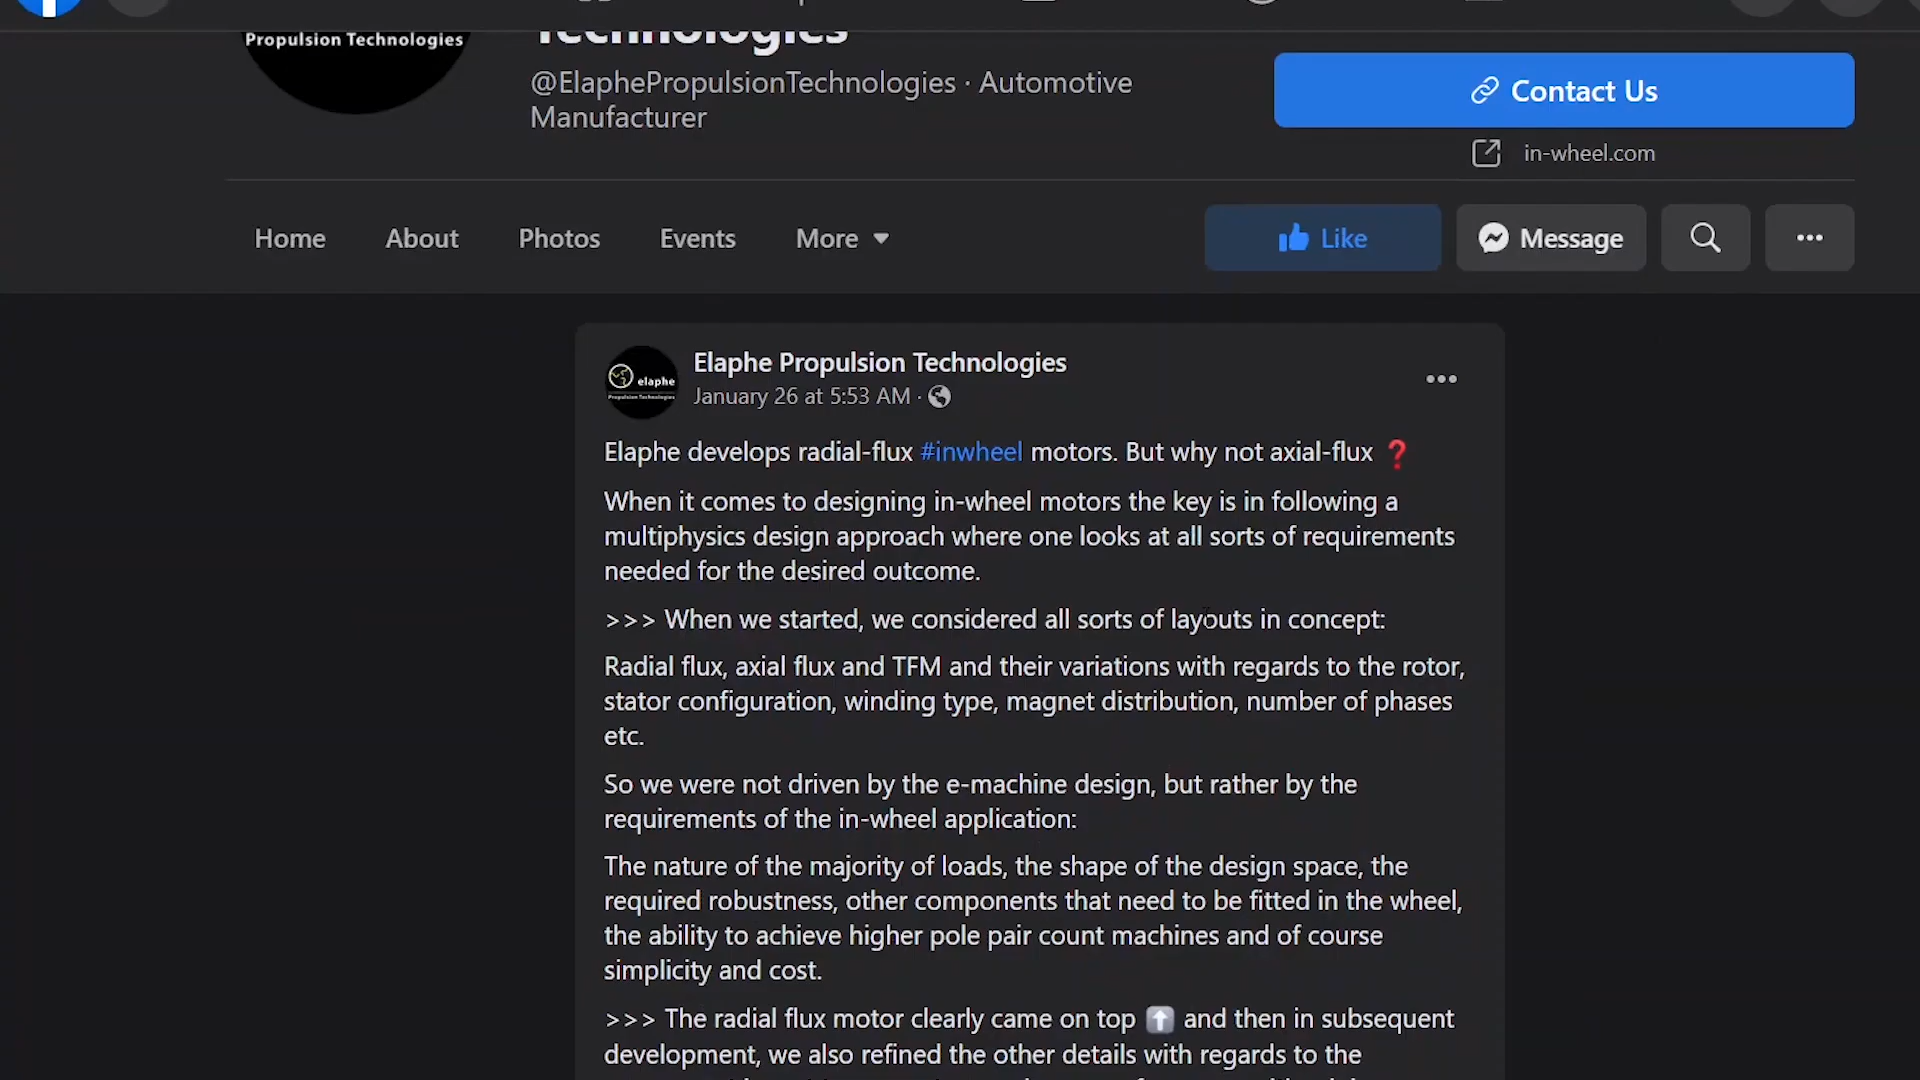 Propulsion Technologies
Technologies
@ElaphePropulsionTechnologies · Automotive
Manufacturer
Contact Us
in-wheel.com
Home
About
Photos
Events
More
Like
Message
elaphe
Propulsion Technologies
Elaphe Propulsion Technologies
January 26 at 5:53 AM ·
Elaphe develops radial-flux #inwheel motors. But why not axial-flux ❓
When it comes to designing in-wheel motors the key is in following a
multiphysics design approach where one looks at all sorts of requirements
needed for the desired outcome.
>>> When we started, we considered all sorts of layouts in concept:
Radial flux, axial flux and TFM and their variations with regards to the rotor,
stator configuration, winding type, magnet distribution, number of phases
etc.
So we were not driven by the e-machine design, but rather by the
requirements of the in-wheel application:
The nature of the majority of loads, the shape of the design space, the
required robustness, other components that need to be fitted in the wheel,
the ability to achieve higher pole pair count machines and of course
simplicity and cost.
>>> The radial flux motor clearly came on top ⬆ and then in subsequent
development, we also refined the other details with regards to the